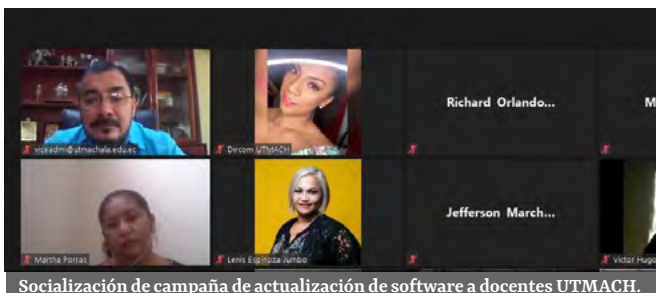 Richard Orlando...
M
viceadmi@utmachala.edu.ec
Dircom UTMACH
Jefferson March...
Martha Porras
Lenis Espinoza Jumbo
Victor Hugo
Socialización de campaña de actualización de software a docentes UTMACH.